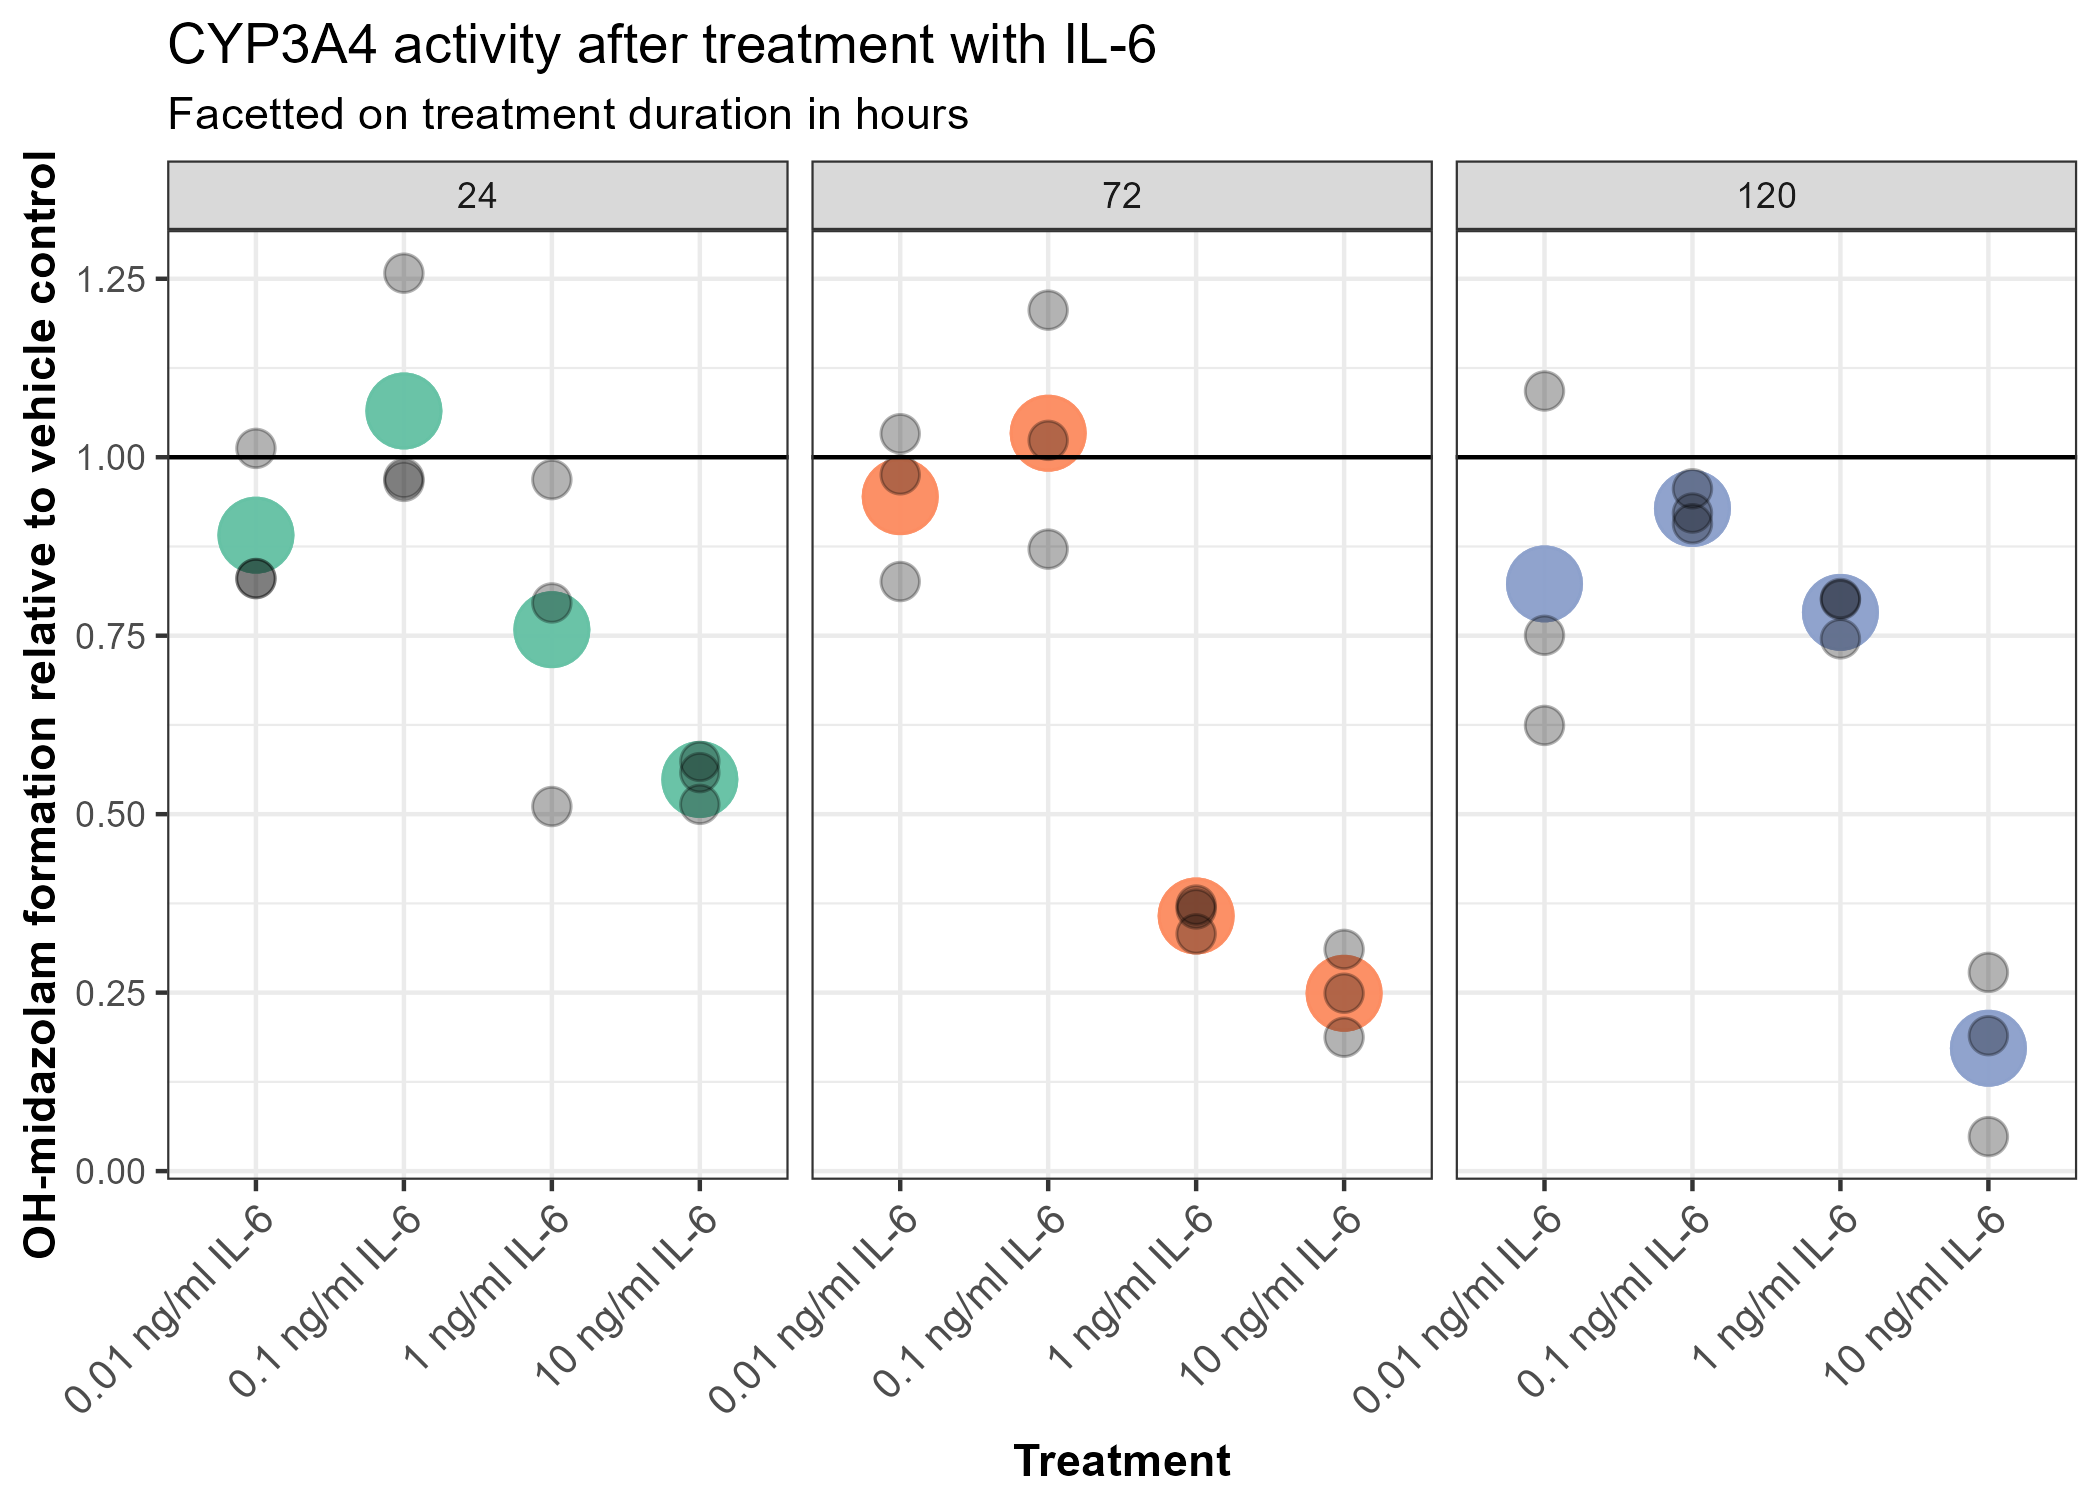 CYP3A4 activity after treatment with IL-6
Facetted on treatment duration in hours
OH-midazolam formation relative to vehicle control
24
72
120
1.25
1.00
0.75
0.50
0.25
0.00
0.01 ng/ml IL-6
0.1 ng/ml IL-6
1 ng/ml IL-6
10 ng/ml IL-6
0.01 ng/ml IL-6
0.1 ng/ml IL-6
1 ng/ml IL-6
10 ng/ml IL-6
0.01 ng/ml IL-6
0.1 ng/ml IL-6
1 ng/ml IL-6
10 ng/ml IL-6
Treatment